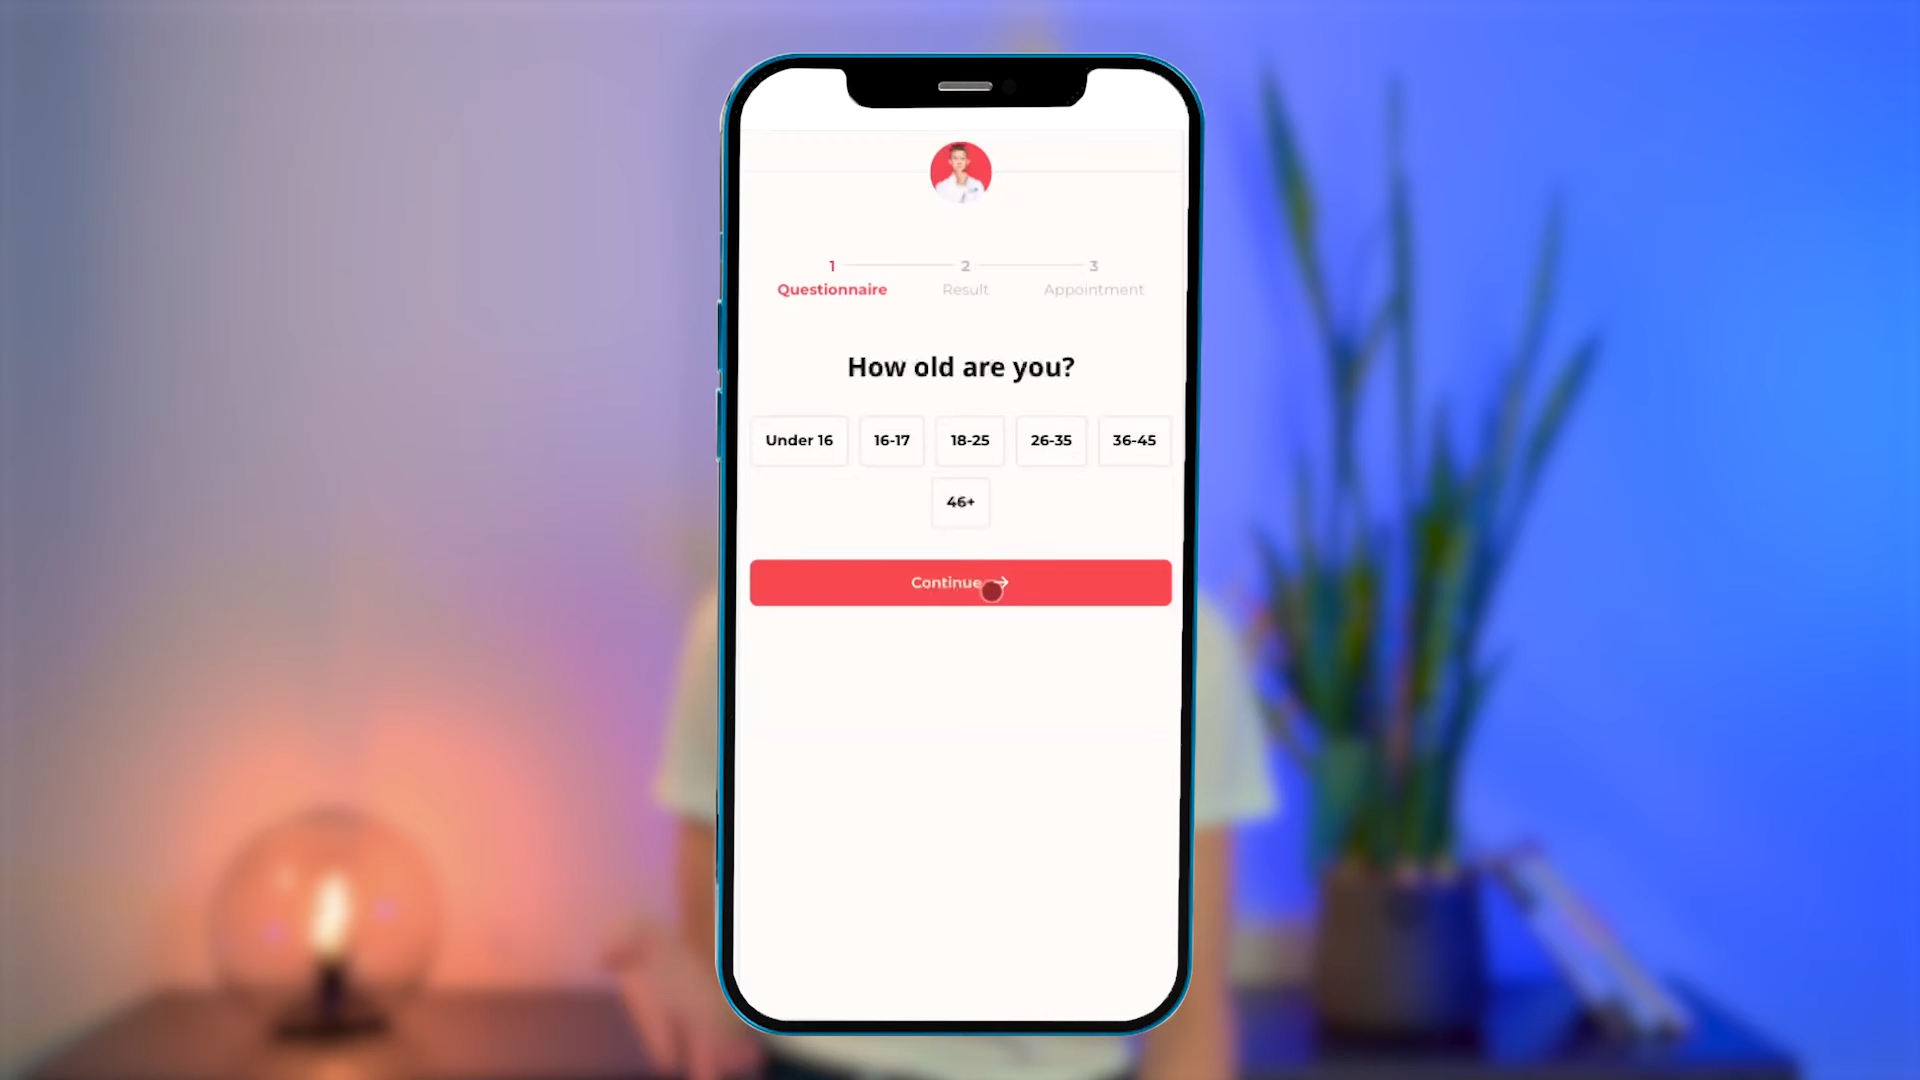 1 2 3
Questionnaire Result Appointment
How old are you?
Under 16 16-17 18-25 26-35 36-45
46+
Continue →